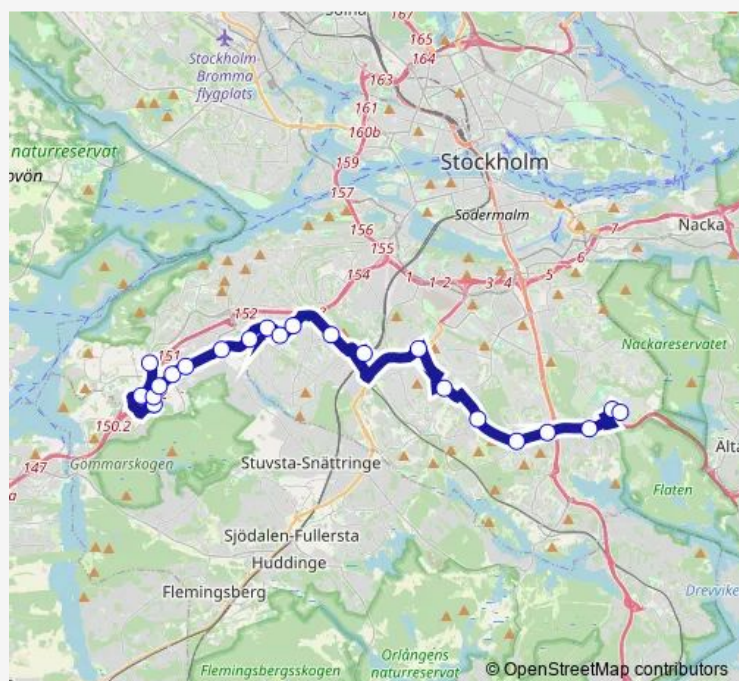 Solna
167
165
164
Stockholm-
Bromma
flygplats
163
161
160b
naturreservat
ovön
159
Stockholm
157
Södermalm
156
Nacka
155
7
6
154
1
1
2
3
4
5
152
Nackareservatet
151
150.2
147
Gömmarskogen
Stuvsta-Snättringe
Älta
Flaten
Sjödalen-Fullersta
Huddinge
Flemingsberg
Drevvike
Orlångens
naturreservat
Flemingsbergsskogen
© OpenStreetMap contributors